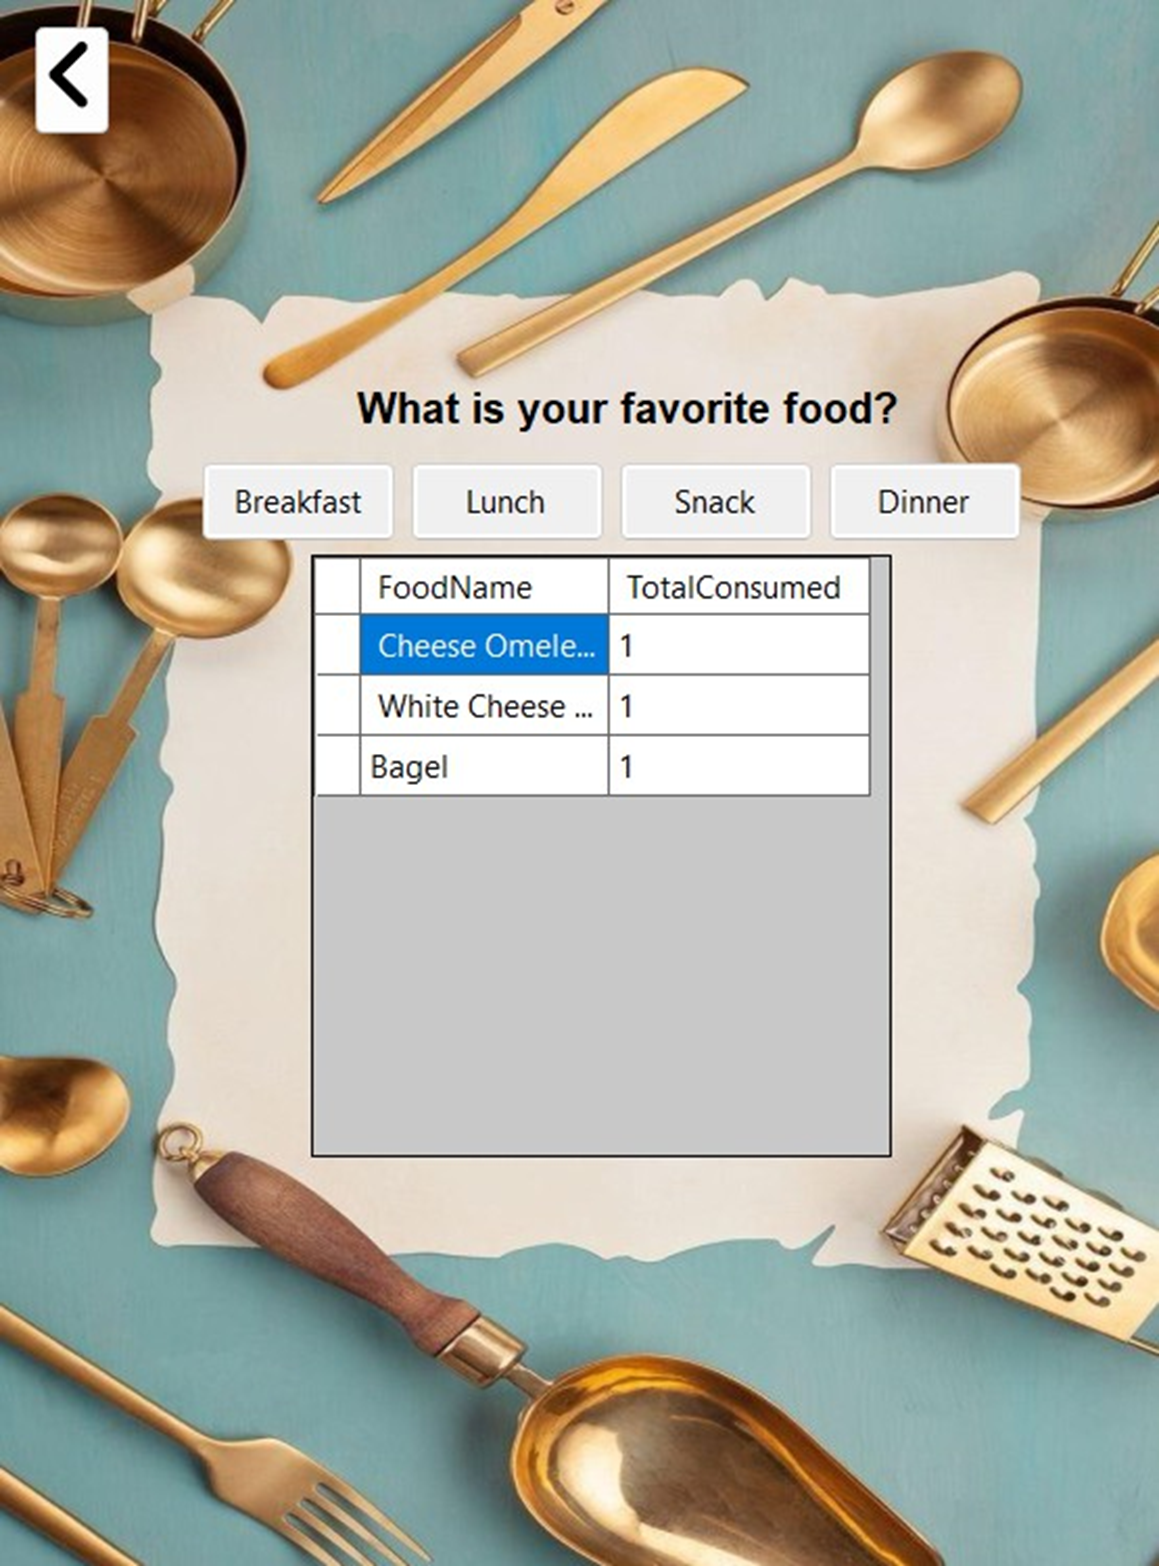 What is your favorite food?
Breakfast Lunch Snack Dinner
FoodName TotalConsumed
Cheese Omele... 1
White Cheese ... 1
Bagel 1